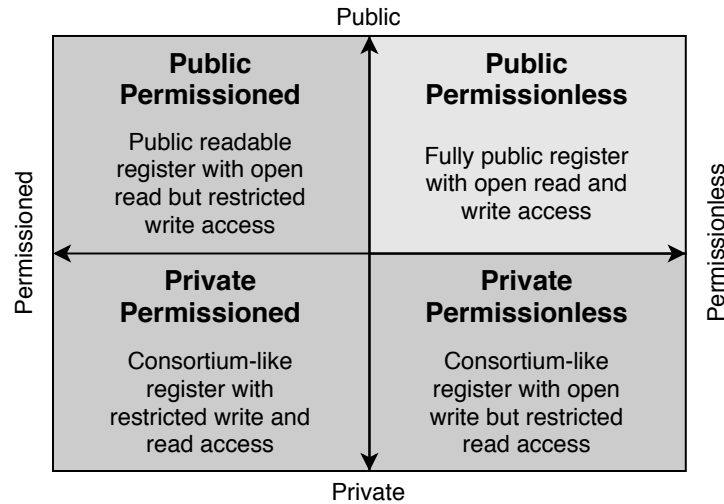 Public
Public
Permissioned
Public readable
register with open
read but restricted
write access
Public
Permissionless
Fully public register
with open read and
write access
Permissioned
Permissionless
Private
Permissioned
Consortium-like
register with
restricted write and
read access
Private
Permissionless
Consortium-like
register with open
write but restricted
read access
Private